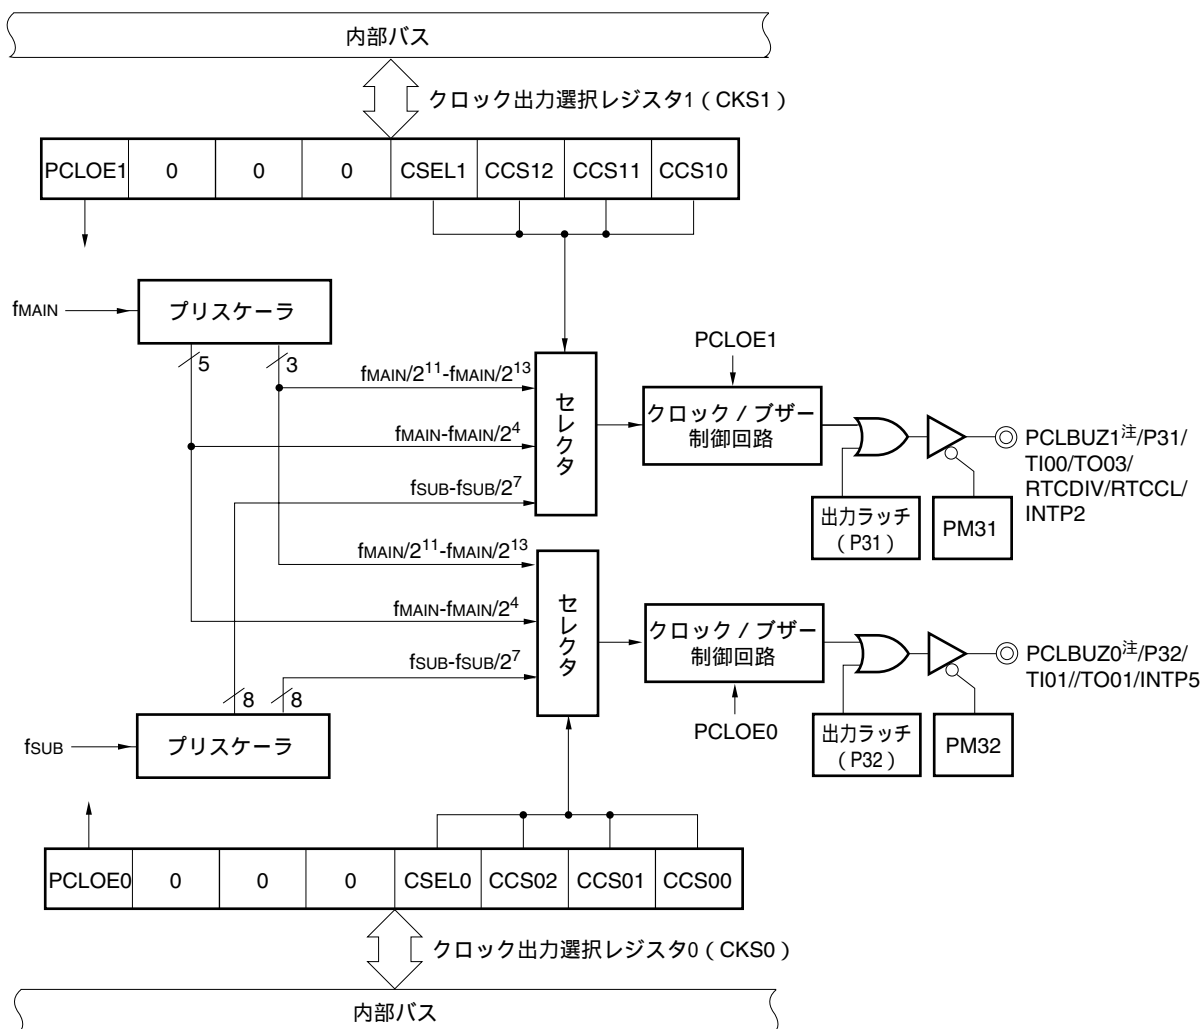 内部バス
クロック出力選択レジスタ1（CKS1）
PCLOE1 0 0 0 CSEL1 CCS12 CCS11 CCS10
fMAIN
プリスケーラ
5 3
PCLOE1
fMAIN/2^11-fMAIN/2^13
fMAIN-fMAIN/2^4
fSUB-fSUB/2^7
セレクタ
クロック／ブザー
制御回路
PCLBUZ1注/P31/
TI00/TO03/
RTCDIV/RTCCL/
INTP2
出力ラッチ
（P31）
PM31
fMAIN/2^11-fMAIN/2^13
fMAIN-fMAIN/2^4
fSUB-fSUB/2^7
セレクタ
クロック／ブザー
制御回路
PCLBUZ0注/P32/
TI01//TO01/INTP5
PCLOE0
出力ラッチ
（P32）
PM32
8 8
fSUB
プリスケーラ
PCLOE0 0 0 0 CSEL0 CCS02 CCS01 CCS00
クロック出力選択レジスタ0（CKS0）
内部バス